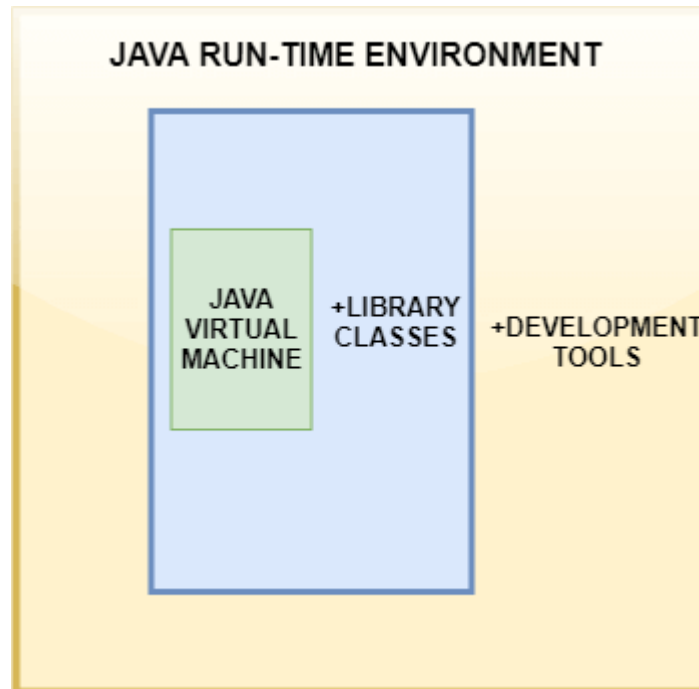 JAVA RUN-TIME ENVIRONMENT
JAVA
VIRTUAL
MACHINE
+LIBRARY
CLASSES
+DEVELOPMENT
TOOLS